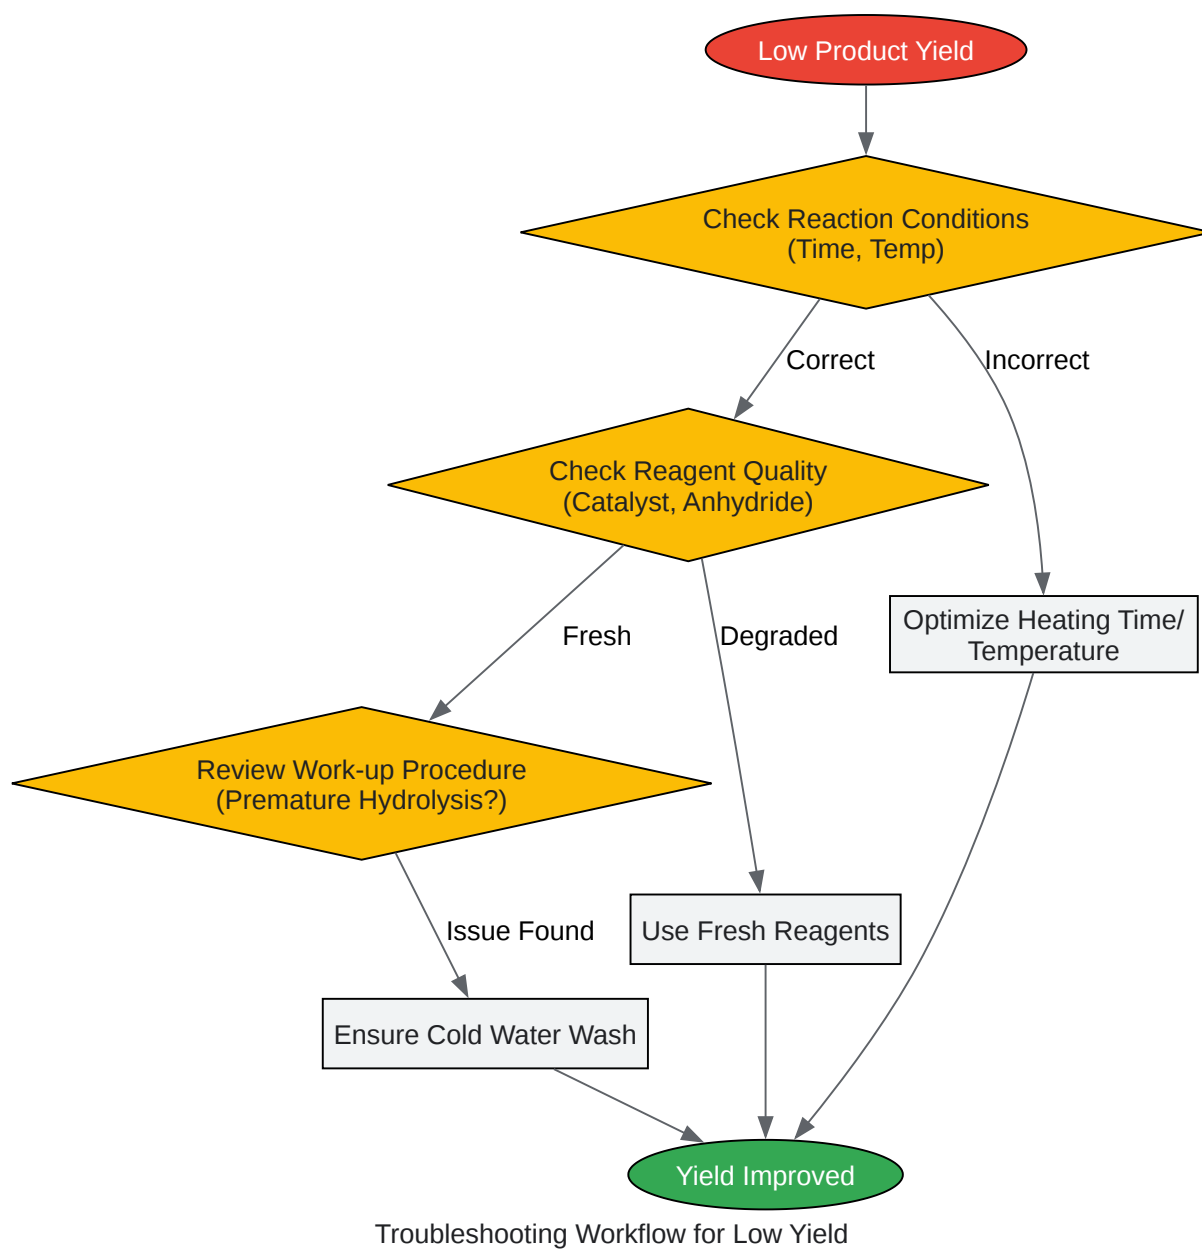 Low Product Yield
Check Reaction Conditions
(Time, Temp)
Correct
Incorrect
Check Reagent Quality
(Catalyst, Anhydride)
Optimize Heating Time/
Temperature
Fresh
Degraded
Review Work-up Procedure
(Premature Hydrolysis?)
Issue Found
Use Fresh Reagents
Ensure Cold Water Wash
Yield Improved
Troubleshooting Workflow for Low Yield